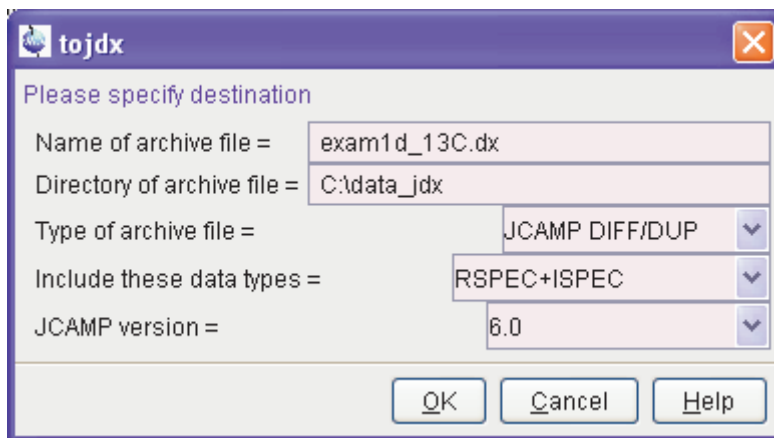 tojdx
Please specify destination
Name of archive file = exam1d_13C.dx
Directory of archive file = C:\data_jdx
Type of archive file = JCAMP DIFF/DUP
Include these data types = RSPEC+ISPEC
JCAMP version = 6.0
OK Cancel Help